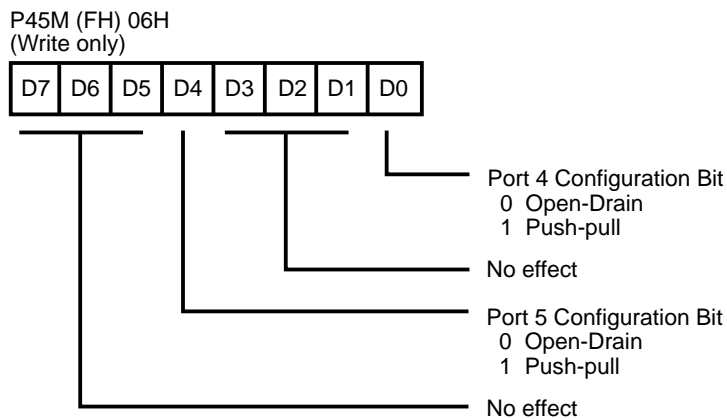 P45M (FH) 06H
(Write only)
D7 D6 D5 D4 D3 D2 D1 D0
Port 4 Configuration Bit
0 Open-Drain
1 Push-pull
No effect
Port 5 Configuration Bit
0 Open-Drain
1 Push-pull
No effect